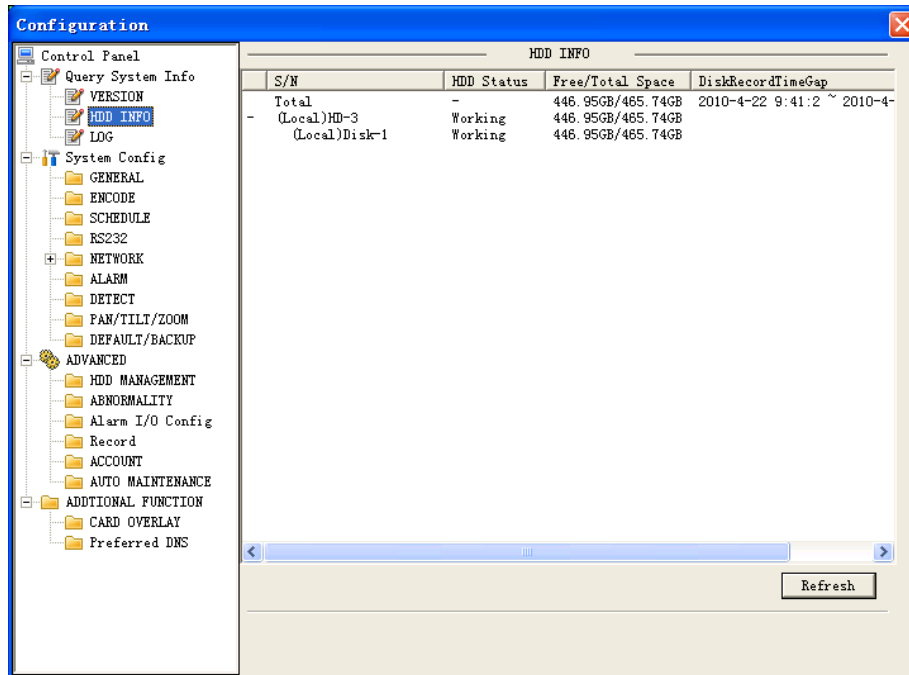 Configuration
Control Panel
Query System Info
VERSION
HDD INFO
LOG
System Config
GENERAL
ENCODE
SCHEDULE
RS232
NETWORK
ALARM
DETECT
PAN/TILT/ZOOM
DEFAULT/BACKUP
ADVANCED
HDD MANAGEMENT
ABNORMALITY
Alarm I/O Config
Record
ACCOUNT
AUTO MAINTENANCE
ADDTIONAL FUNCTION
CARD OVERLAY
Preferred DNS
HDD INFO
S/N HDD Status Free/Total Space DiskRecordTimeGap
Total - 446.95GB/465.74GB 2010-4-22 9:41:2 ~ 2010-4-
- (Local)HD-3 Working 446.95GB/465.74GB
(Local)Disk-1 Working 446.95GB/465.74GB
Refresh